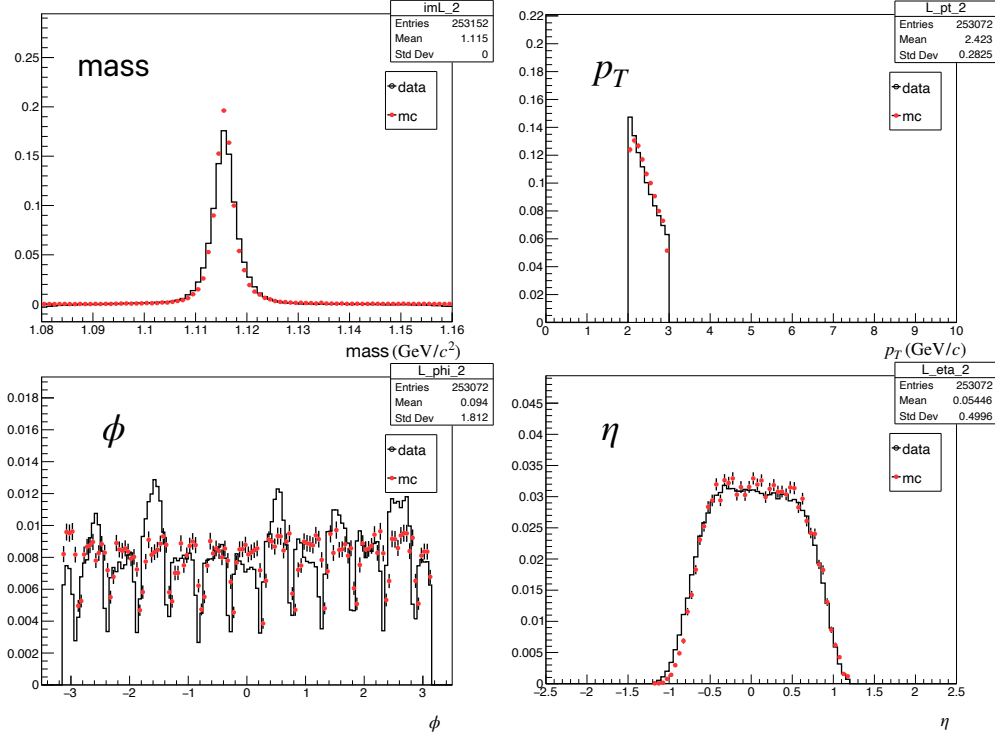 imL_2
Entries 253152
Mean 1.115
Std Dev 0
mass
data
mc
0.25
0.2
0.15
0.1
0.05
0
1.08 1.09 1.1 1.11 1.12 1.13 1.14 1.15 1.16
mass (GeV/c²)
L_pt_2
Entries 253072
Mean 2.423
Std Dev 0.2825
p_T
data
mc
0.22
0.2
0.18
0.16
0.14
0.12
0.1
0.08
0.06
0.04
0.02
0
0 1 2 3 4 5 6 7 8 9 10
p_T (GeV/c)
L_phi_2
Entries 253072
Mean 0.094
Std Dev 1.812
ϕ
data
mc
0.018
0.016
0.014
0.012
0.01
0.008
0.006
0.004
0.002
0
−3 −2 −1 0 1 2 3
ϕ
L_eta_2
Entries 253072
Mean 0.05446
Std Dev 0.4996
η
data
mc
0.045
0.04
0.035
0.03
0.025
0.02
0.015
0.01
0.005
0
−2.5 −2 −1.5 −1 −0.5 0 0.5 1 1.5 2 2.5
η